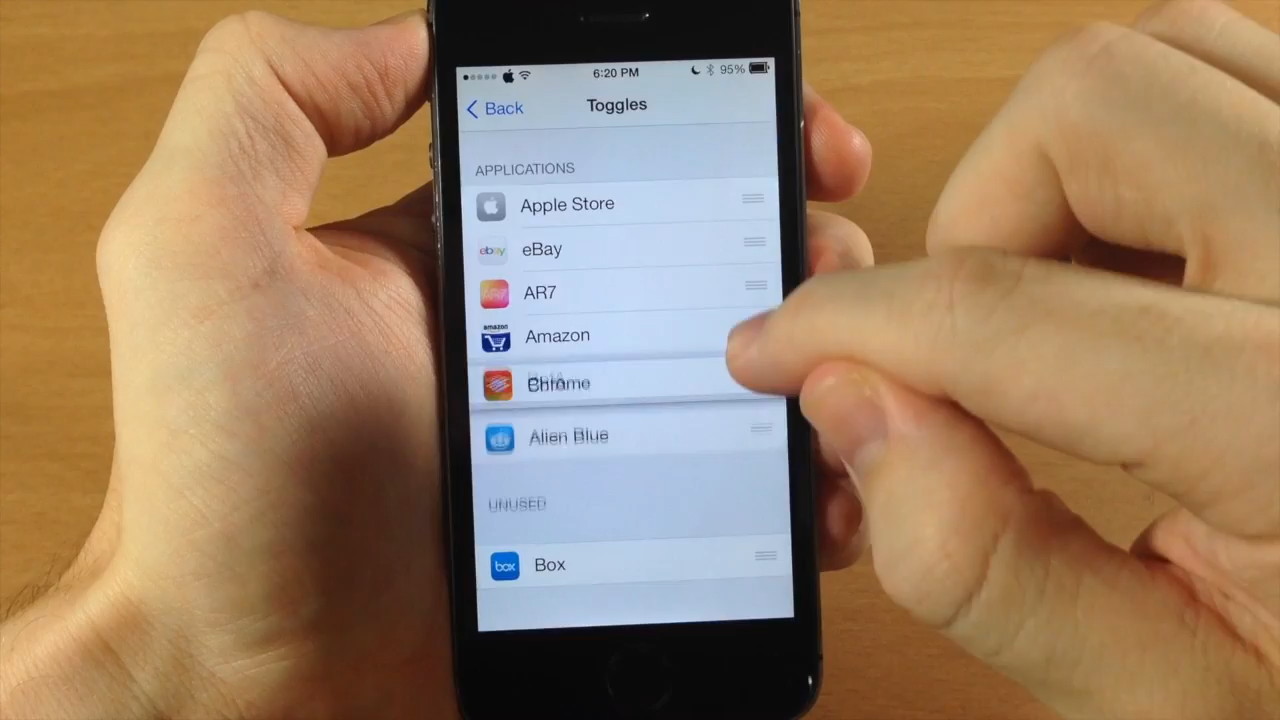 6:20 PM
95%
Back
Toggles
APPLICATIONS
Apple Store
ebay
eBay
AR7
amazon
Amazon
Chrome
Alien Blue
UNUSED
box
Box